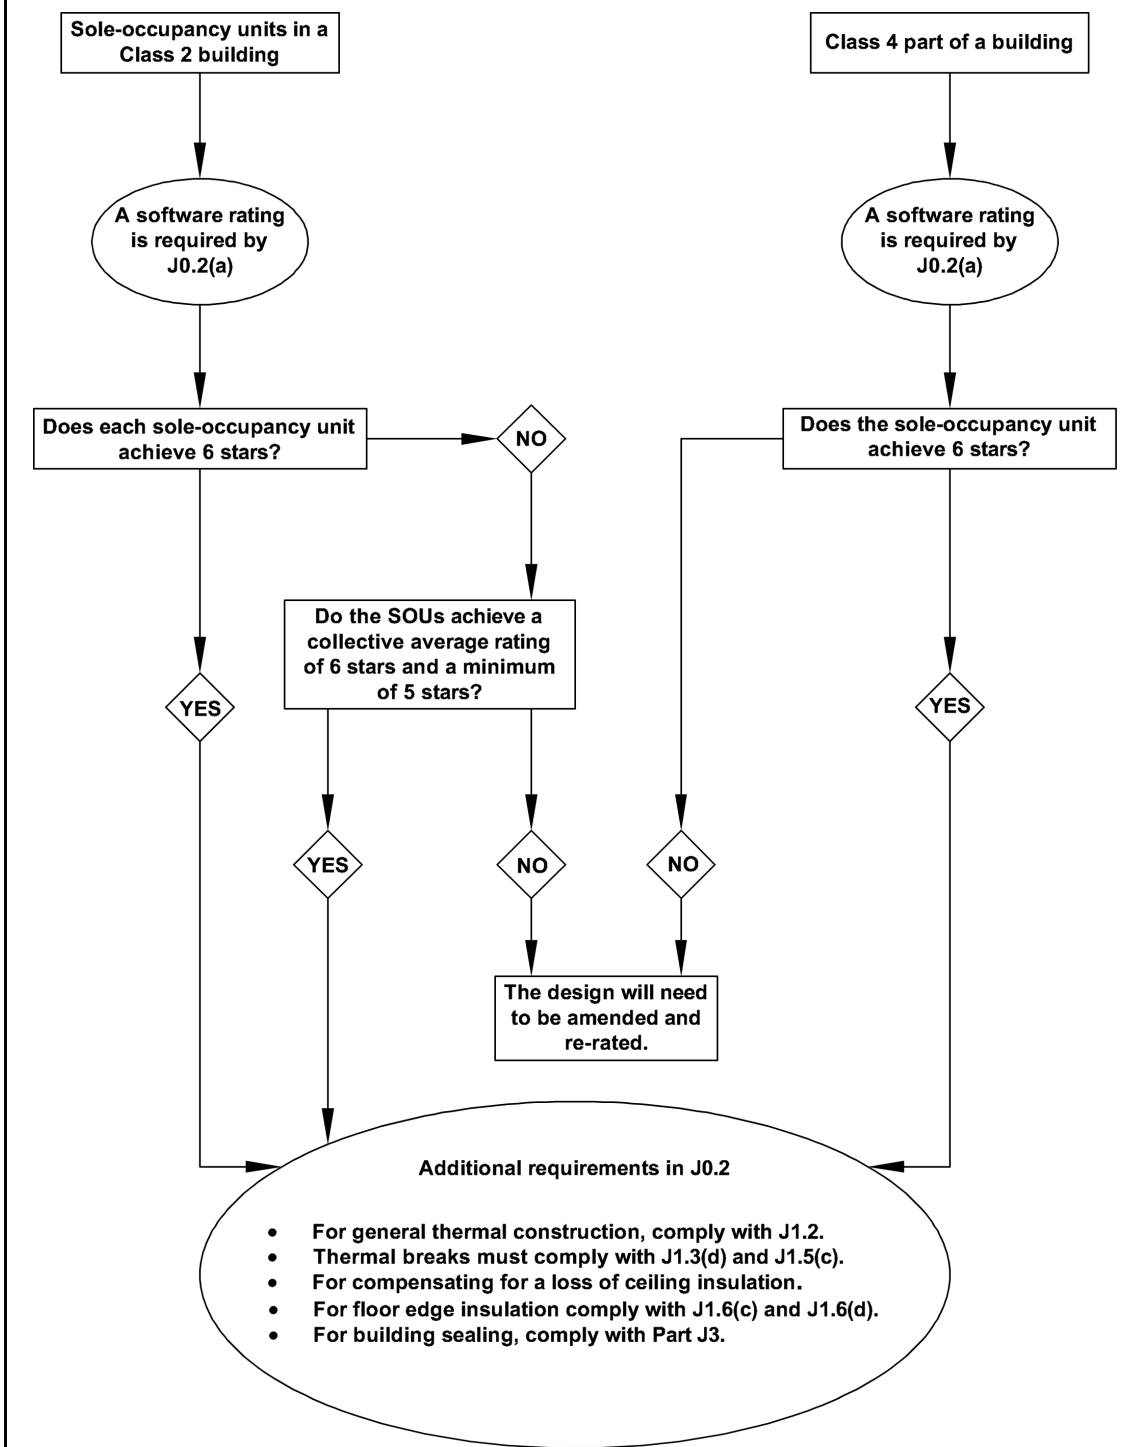 Sole-occupancy units in a
Class 2 building
Class 4 part of a building
A software rating
is required by
J0.2(a)
A software rating
is required by
J0.2(a)
Does each sole-occupancy unit
achieve 6 stars?
NO
Does the sole-occupancy unit
achieve 6 stars?
Do the SOUs achieve a
collective average rating
of 6 stars and a minimum
of 5 stars?
YES
YES
YES
NO
NO
The design will need
to be amended and
re-rated.
Additional requirements in J0.2
• For general thermal construction, comply with J1.2.
• Thermal breaks must comply with J1.3(d) and J1.5(c).
• For compensating for a loss of ceiling insulation.
• For floor edge insulation comply with J1.6(c) and J1.6(d).
• For building sealing, comply with Part J3.